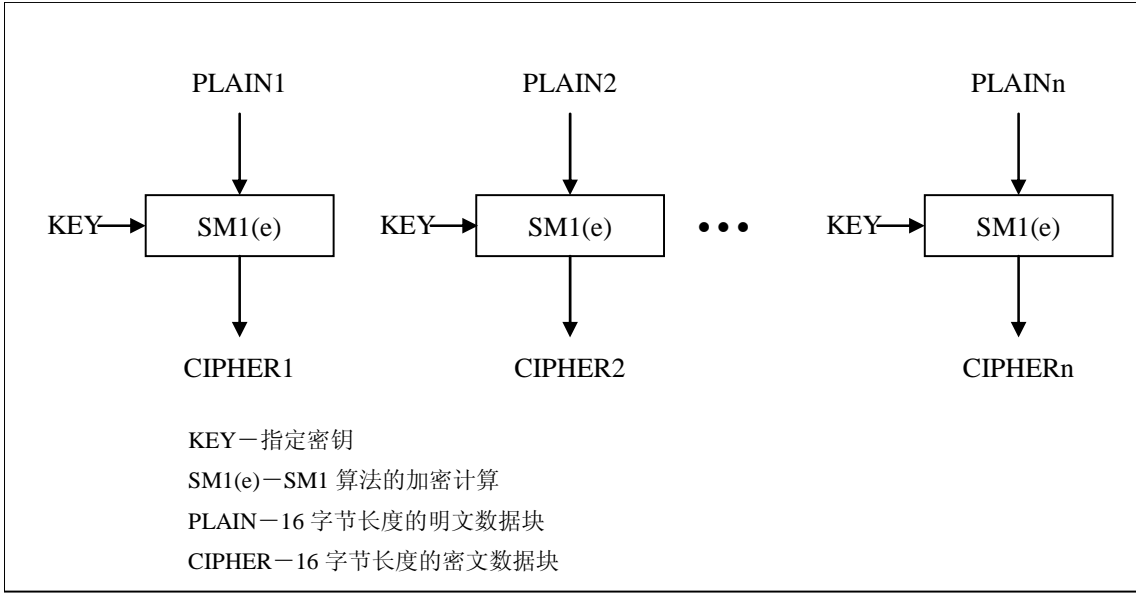 PLAIN1 PLAIN2 PLAINn
KEY SM1(e) KEY SM1(e) ••• KEY SM1(e)
CIPHER1 CIPHER2 CIPHERn
KEY－指定密钥
SM1(e)－SM1 算法的加密计算
PLAIN－16 字节长度的明文数据块
CIPHER－16 字节长度的密文数据块